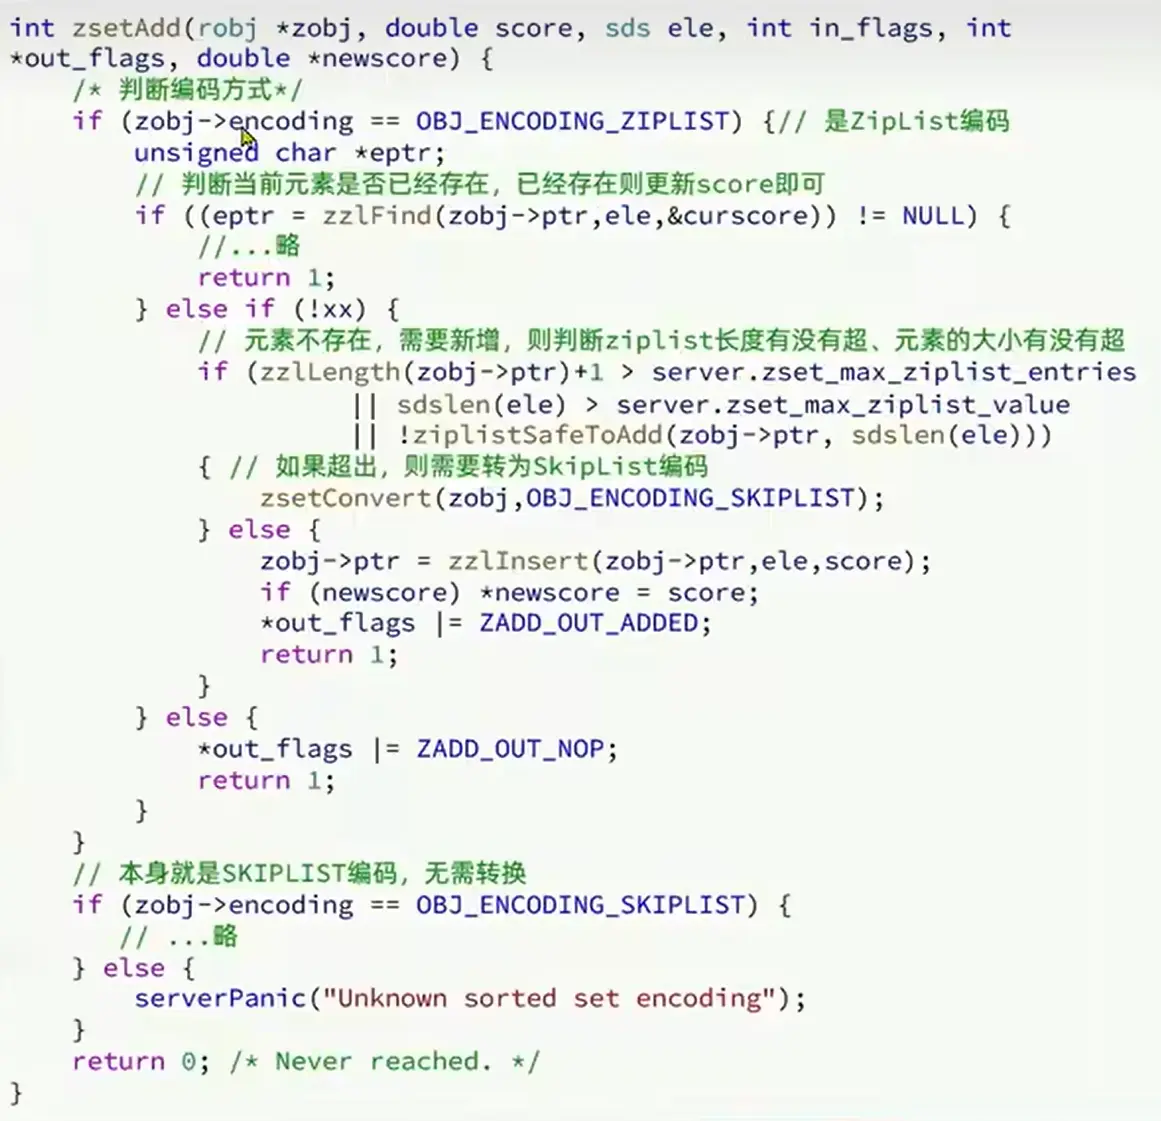 int zsetAdd(robj *zobj, double score, sds ele, int in_flags, int
*out_flags, double *newscore) {
/* 判断编码方式*/
if (zobj->encoding == OBJ_ENCODING_ZIPLIST) {// 是ZipList编码
unsigned char *eptr;
// 判断当前元素是否已经存在，已经存在则更新score即可
if ((eptr = zzlFind(zobj->ptr,ele,&curscore)) != NULL) {
//...略
return 1;
} else if (!xx) {
// 元素不存在，需要新增，则判断ziplist长度有没有超、元素的大小有没有超
if (zzlLength(zobj->ptr)+1 > server.zset_max_ziplist_entries
|| sdslen(ele) > server.zset_max_ziplist_value
|| !ziplistSafeToAdd(zobj->ptr, sdslen(ele)))
{ // 如果超出，则需要转为SkipList编码
zsetConvert(zobj,OBJ_ENCODING_SKIPLIST);
} else {
zobj->ptr = zzlInsert(zobj->ptr,ele,score);
if (newscore) *newscore = score;
*out_flags |= ZADD_OUT_ADDED;
return 1;
}
} else {
*out_flags |= ZADD_OUT_NOP;
return 1;
}
}
// 本身就是SKIPLIST编码，无需转换
if (zobj->encoding == OBJ_ENCODING_SKIPLIST) {
// ...略
} else {
serverPanic("Unknown sorted set encoding");
}
return 0; /* Never reached. */
}